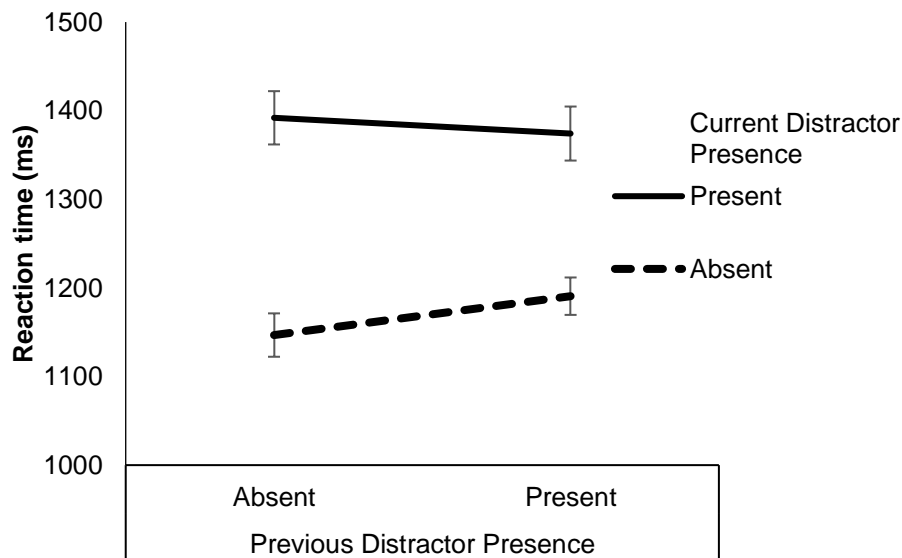 1500
1400
1300
1200
1100
1000
Reaction time (ms)
Absent
Present
Previous Distractor Presence
Current Distractor
Presence
Present
Absent